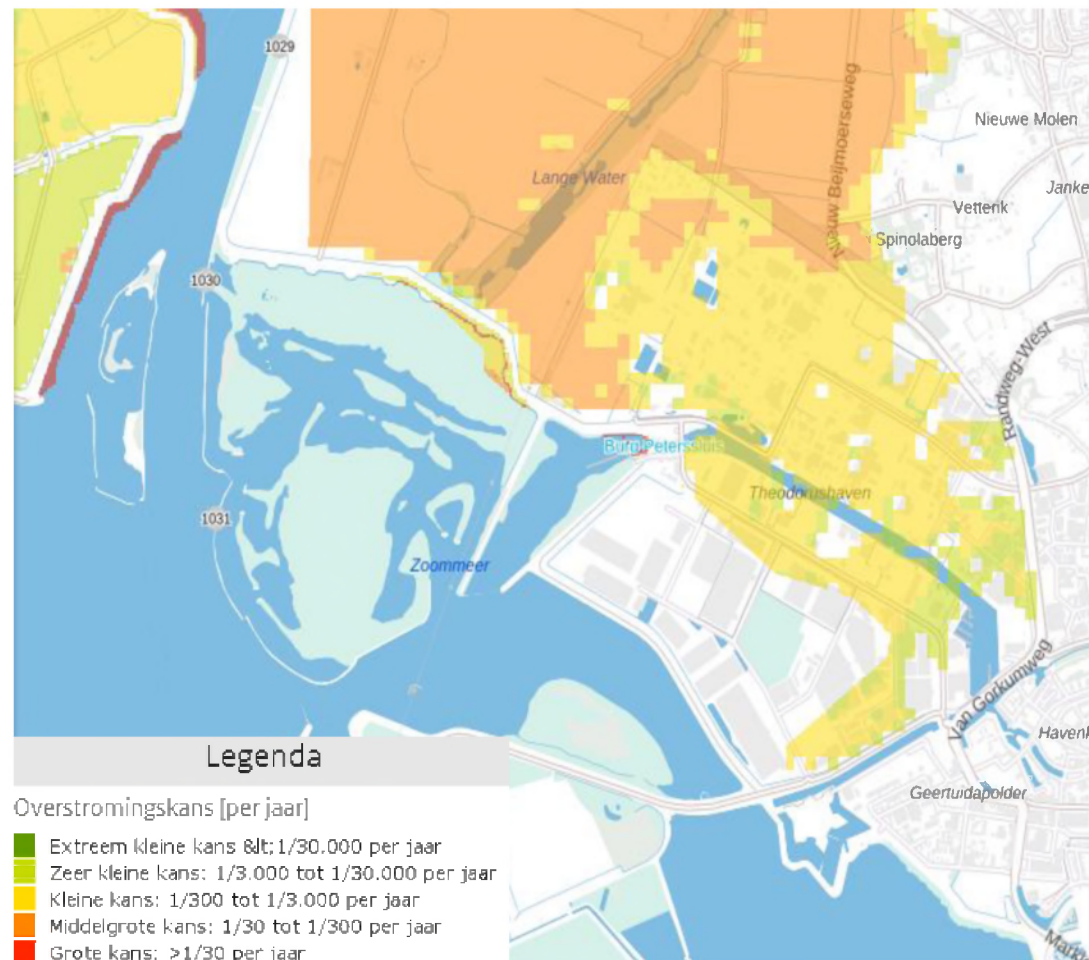 1029
Nieuw Beijmoerseweg
Nieuwe Molen
Lange Water
Janke
Vettenk
Spinolaberg
1030
Randweg-West
Burg Peterssluis
Theodorushaven
1031
Zoommeer
Van Gorkumweg
Havenk
Geertuidapolder
Legenda
Overstromingskans [per jaar]
Extreem kleine kans &lt; 1/30.000 per jaar
Zeer kleine kans: 1/3.000 tot 1/30.000 per jaar
Kleine kans: 1/300 tot 1/3.000 per jaar
Middelgrote kans: 1/30 tot 1/300 per jaar
Grote kans: >1/30 per jaar